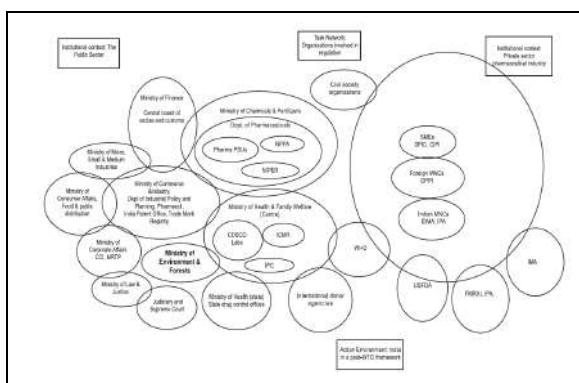 Institutional context: The
Public Sector
Task Network:
Organisations involved in
regulation
Institutional context:
Private sector
pharmaceutical industry
Ministry of Finance
Central board of
excise and customs
Civil society
organisations
Ministry of Chemicals & Fertilizers
Dept. of Pharmaceuticals
Pharma PSUs
NPPA
NIPER
SMEs
Foreign MNCs
OPPI
Indian MNCs
IDMA, IPA
Ministry of Micro,
Small & Medium
Industries
Ministry of Commerce
&Industry
Dept of Industrial Policy and
Planning, Pharmexcil,
India Patent Office, Trade Mark
Registry
Ministry of
Consumer Affairs,
Food & public
distribution
Ministry of Health & Family Welfare
(Centre)
CDSCO
Labs
ICMR
IPC
Ministry of
Corporate Affairs
CCI, MRTP
Ministry of
Environment &
Forests
WHO
IMA
Ministry of Law &
Justice
Judiciary and
Supreme Court
Ministry of Health (state)
State drug control offices
(International) donor
agencies
USFDA
Action Environment: India
in a post-WTO framework